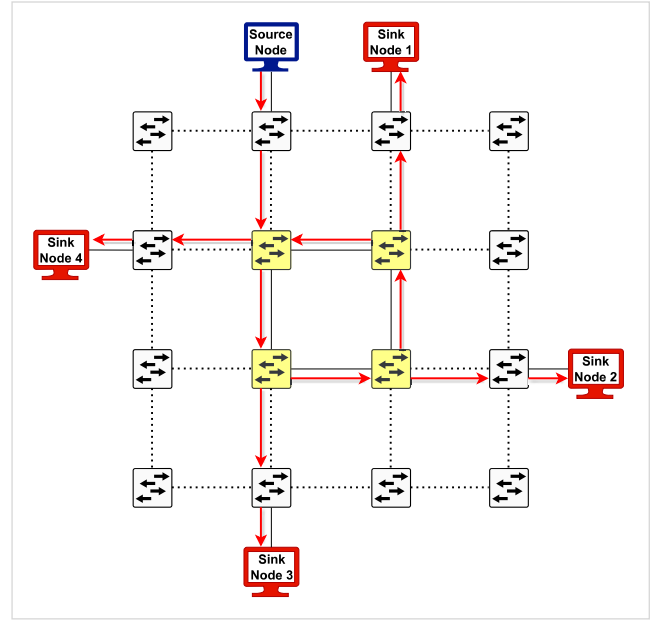 Source
Node
Sink
Node 1
Sink
Node 4
Sink
Node 2
Sink
Node 3